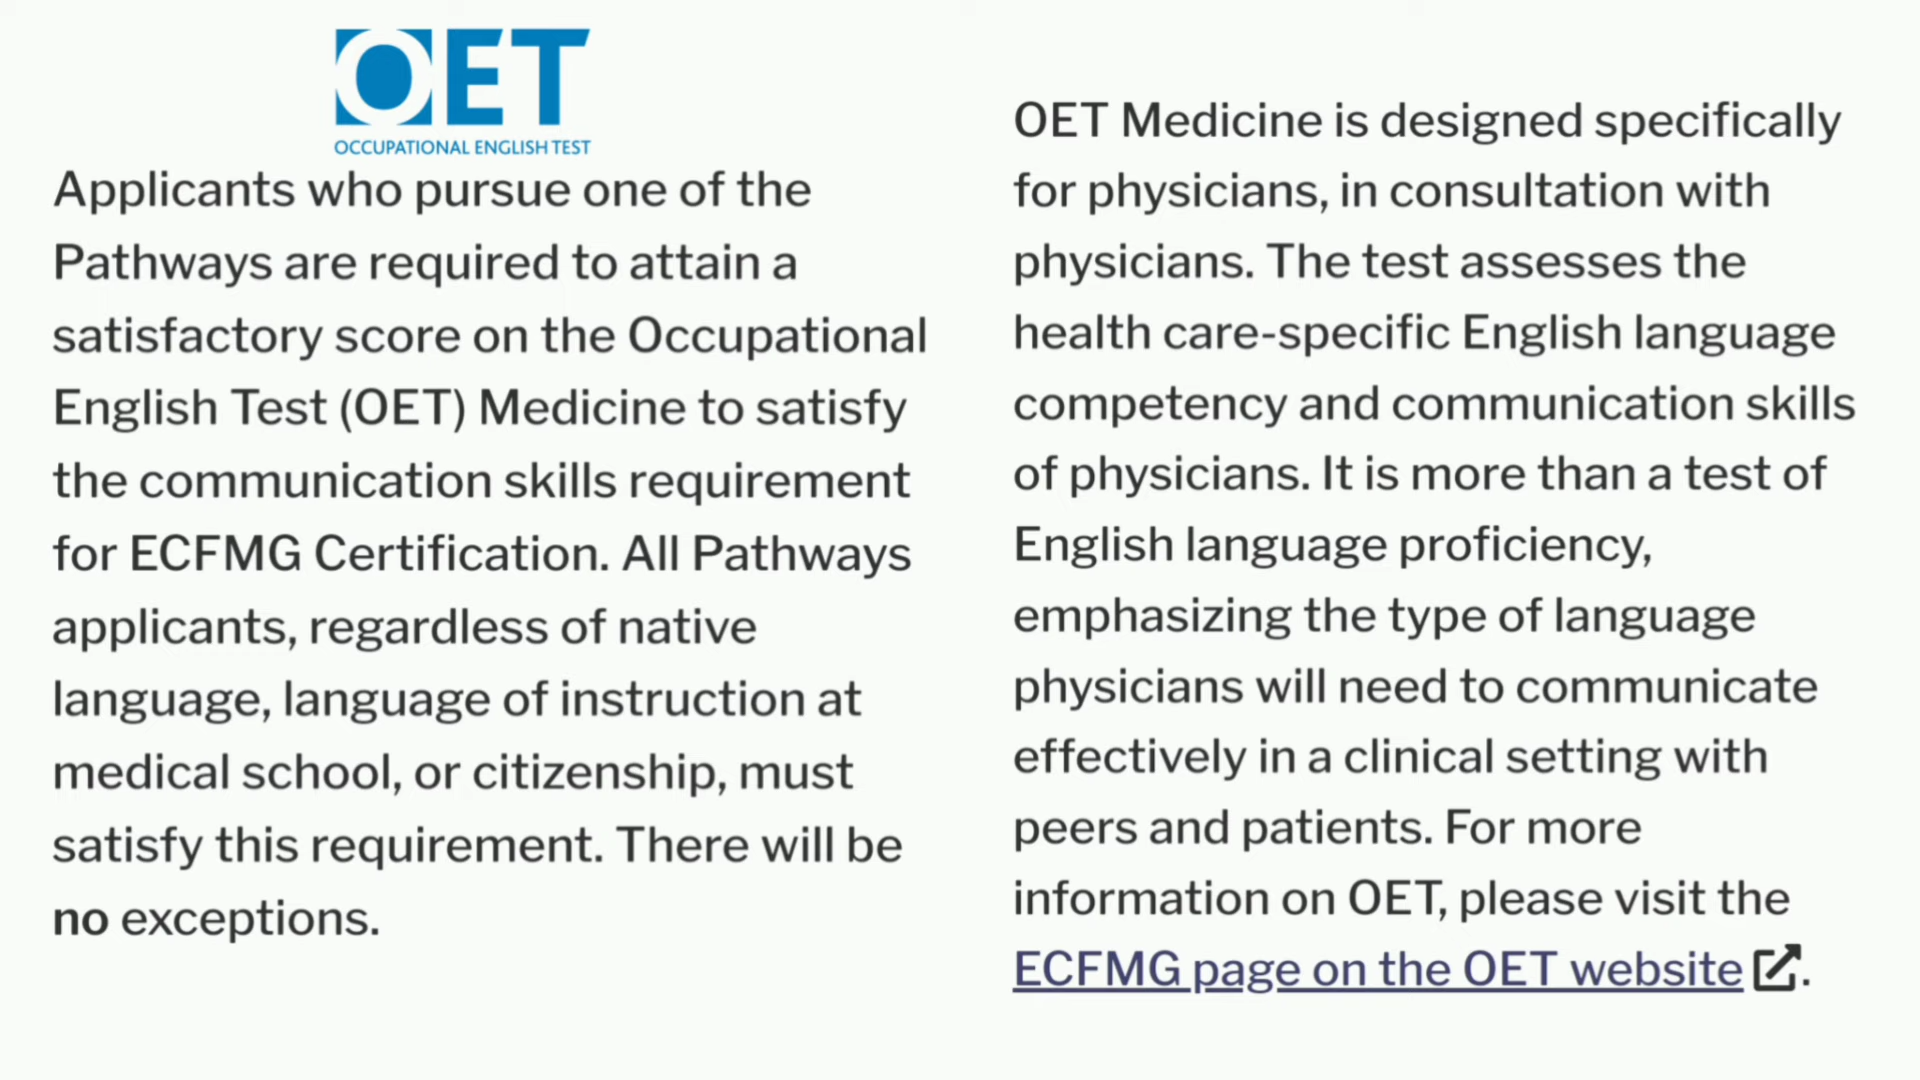 OET
OCCUPATIONAL ENGLISH TEST
Applicants who pursue one of the
Pathways are required to attain a
satisfactory score on the Occupational
English Test (OET) Medicine to satisfy
the communication skills requirement
for ECFMG Certification. All Pathways
applicants, regardless of native
language, language of instruction at
medical school, or citizenship, must
satisfy this requirement. There will be
no exceptions.
OET Medicine is designed specifically
for physicians, in consultation with
physicians. The test assesses the
health care-specific English language
competency and communication skills
of physicians. It is more than a test of
English language proficiency,
emphasizing the type of language
physicians will need to communicate
effectively in a clinical setting with
peers and patients. For more
information on OET, please visit the
ECFMG page on the OET website.